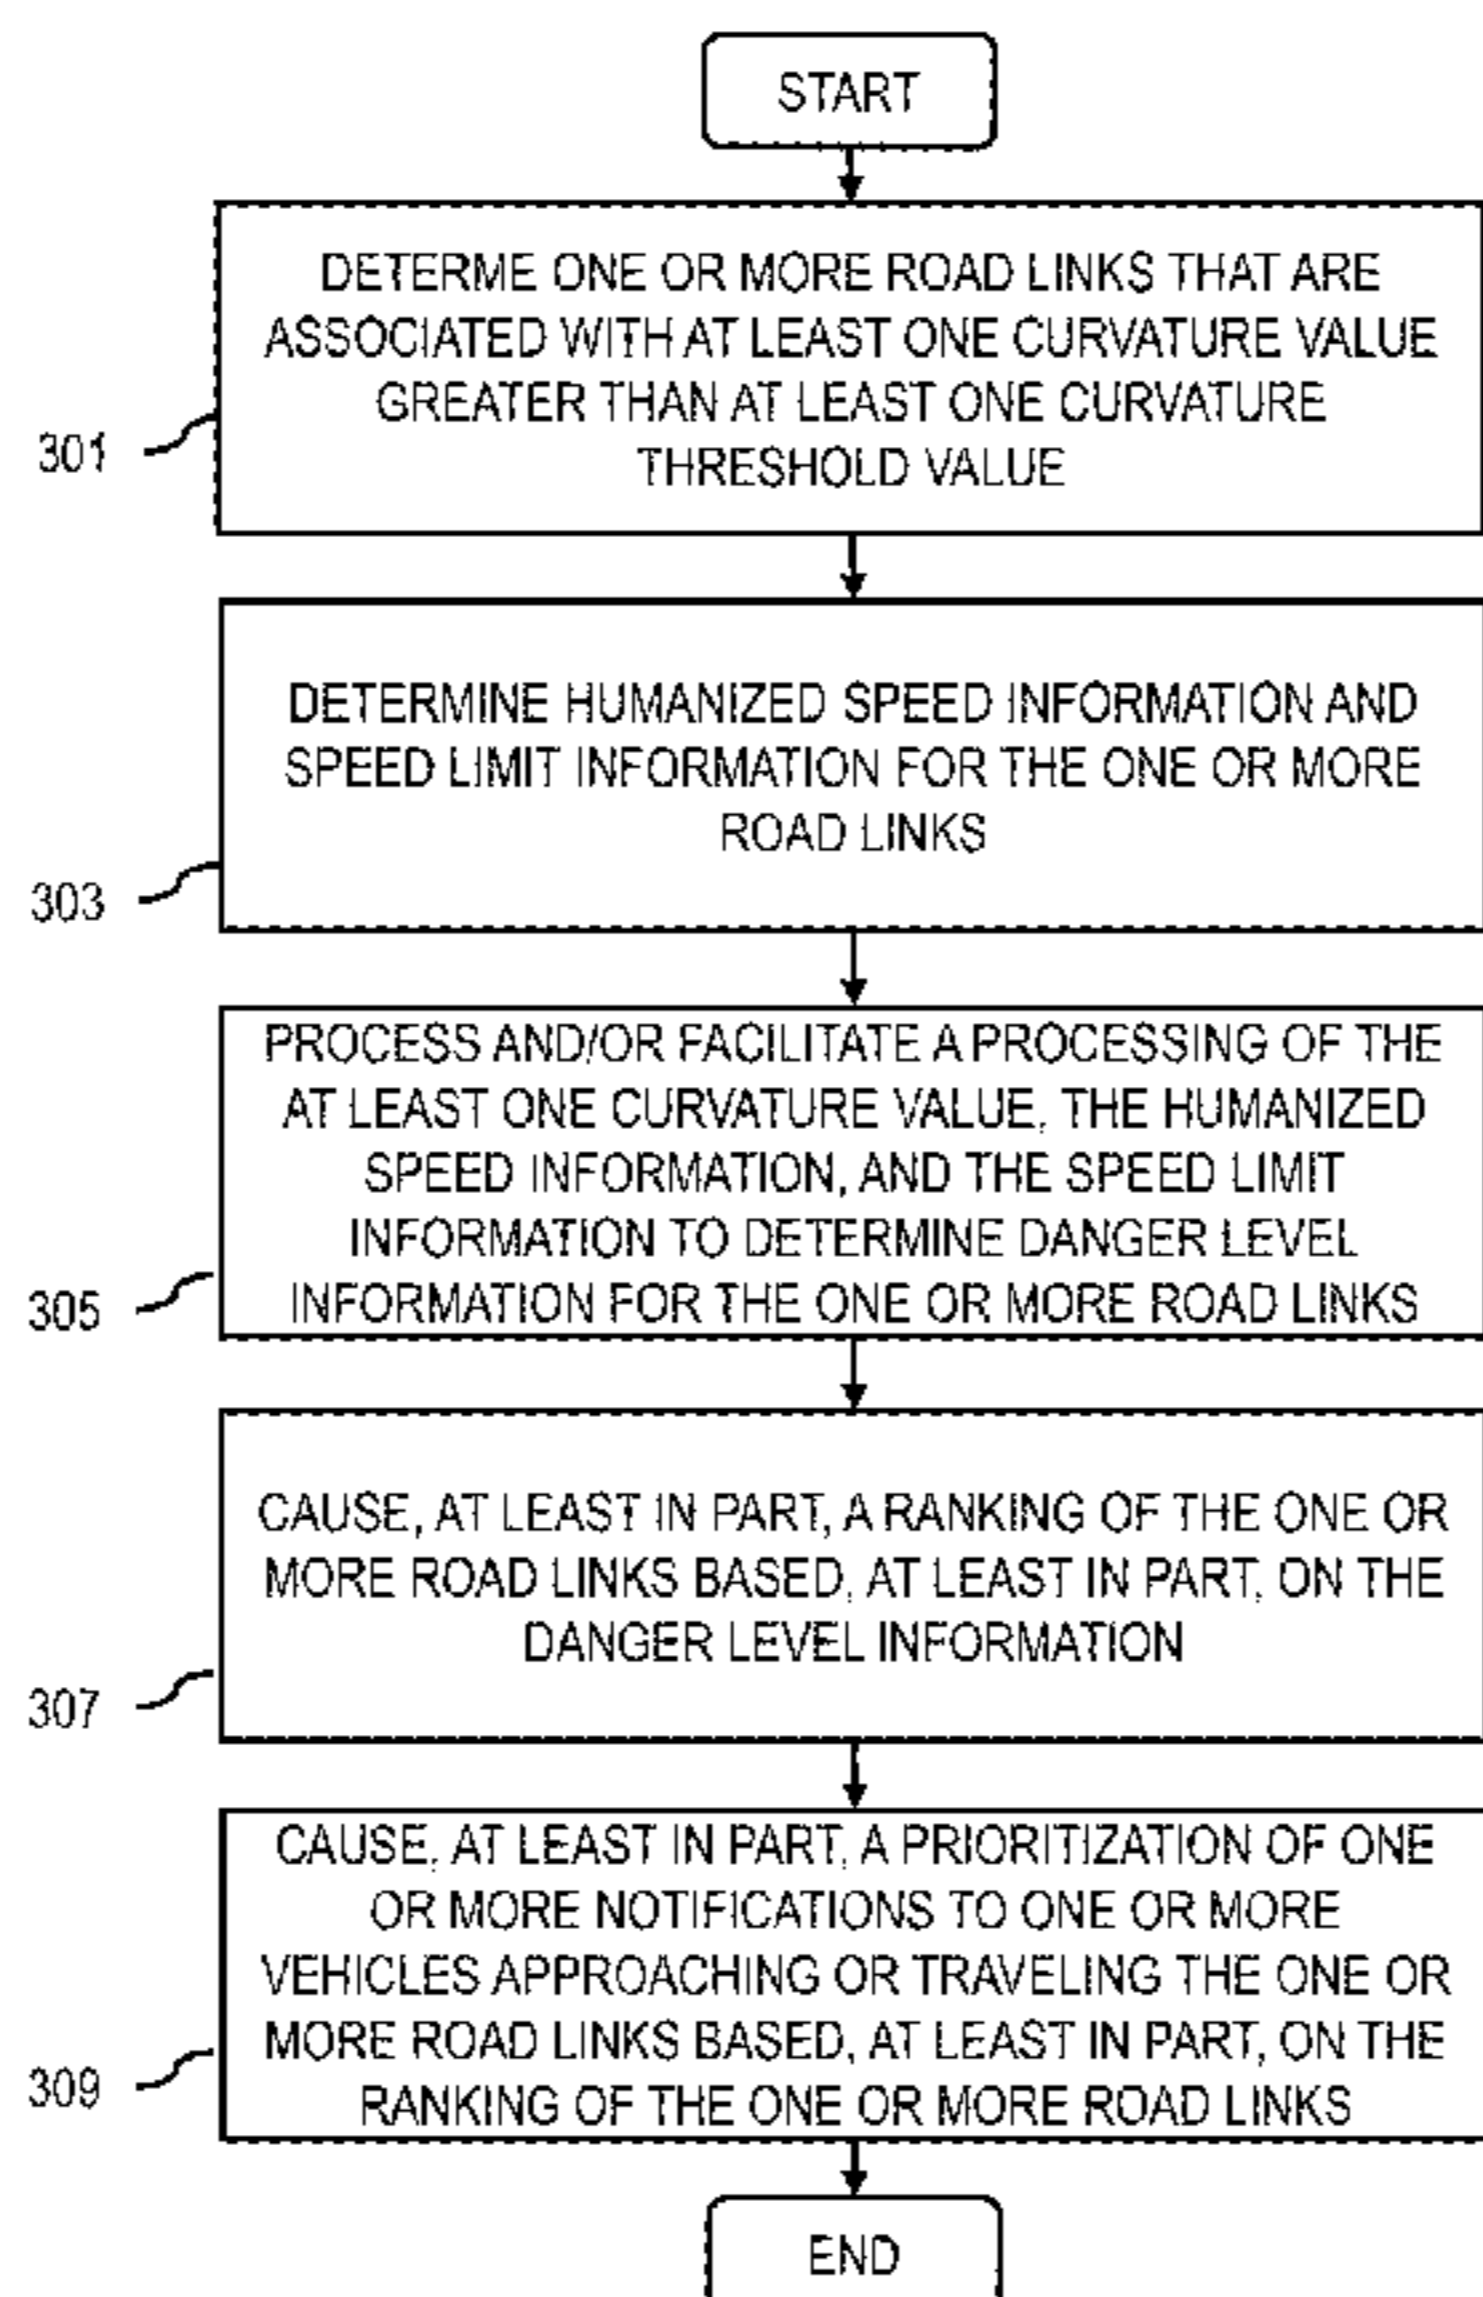 START
DETERME ONE OR MORE ROAD LINKS THAT ARE
ASSOCIATED WITH AT LEAST ONE CURVATURE VALUE
GREATER THAN AT LEAST ONE CURVATURE
THRESHOLD VALUE
301
DETERMINE HUMANIZED SPEED INFORMATION AND
SPEED LIMIT INFORMATION FOR THE ONE OR MORE
ROAD LINKS
303
PROCESS AND/OR FACILITATE A PROCESSING OF THE
AT LEAST ONE CURVATURE VALUE, THE HUMANIZED
SPEED INFORMATION, AND THE SPEED LIMIT
INFORMATION TO DETERMINE DANGER LEVEL
INFORMATION FOR THE ONE OR MORE ROAD LINKS
305
CAUSE, AT LEAST IN PART, A RANKING OF THE ONE OR
MORE ROAD LINKS BASED, AT LEAST IN PART, ON THE
DANGER LEVEL INFORMATION
307
CAUSE, AT LEAST IN PART, A PRIORITIZATION OF ONE
OR MORE NOTIFICATIONS TO ONE OR MORE
VEHICLES APPROACHING OR TRAVELING THE ONE OR
MORE ROAD LINKS BASED, AT LEAST IN PART, ON THE
RANKING OF THE ONE OR MORE ROAD LINKS
309
END